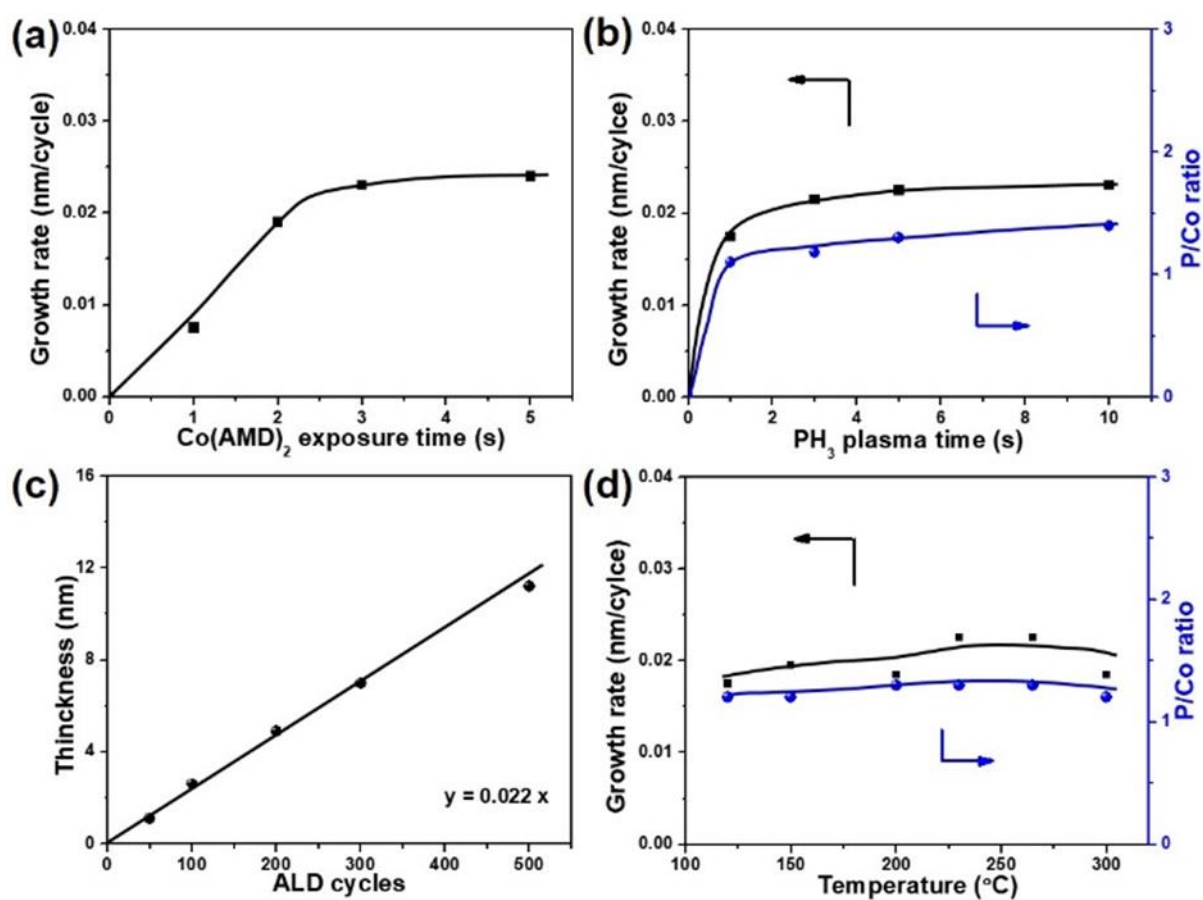 (a)
0.04
0.03
0.02
0.01
0.00
Growth rate (nm/cycle)
0 1 2 3 4 5
Co(AMD)2 exposure time (s)
(b)
0.04
0.03
0.02
0.01
0.00
Growth rate (nm/cylce)
3
2
1
0
P/Co ratio
0 2 4 6 8 10
PH3 plasma time (s)
(c)
16
12
8
4
0
Thinckness (nm)
y = 0.022 x
0 100 200 300 400 500
ALD cycles
(d)
0.04
0.03
0.02
0.01
0.00
Growth rate (nm/cylce)
3
2
1
0
P/Co ratio
100 150 200 250 300
Temperature (°C)